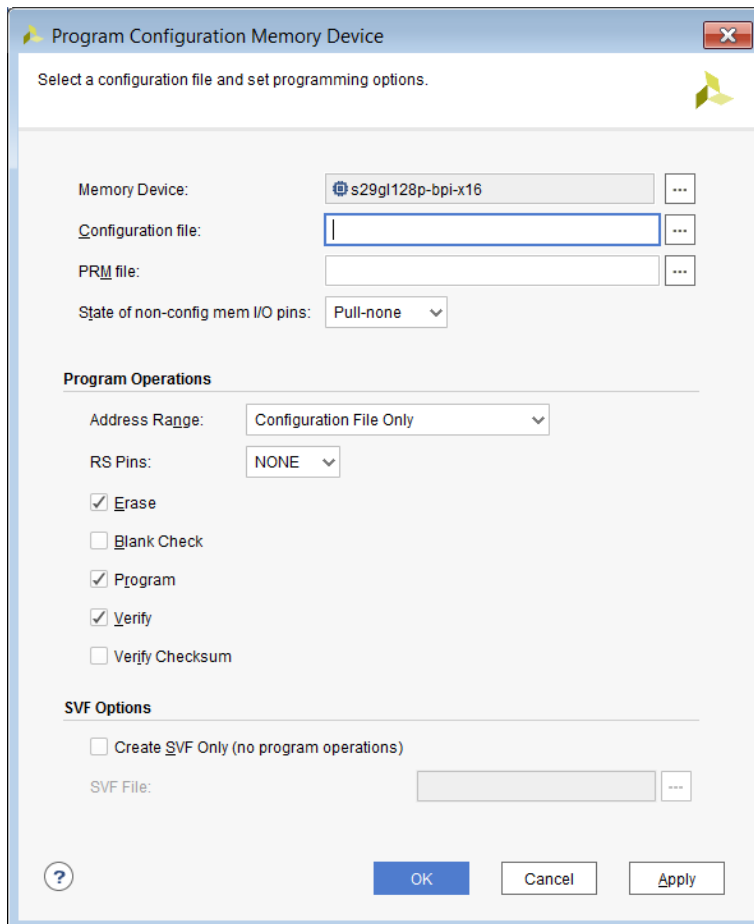 Program Configuration Memory Device
Select a configuration file and set programming options.
Memory Device: s29gl128p-bpi-x16 ...
Configuration file: ...
PRM file: ...
State of non-config mem I/O pins: Pull-none
Program Operations
Address Range: Configuration File Only
RS Pins: NONE
Erase
Blank Check
Program
Verify
Verify Checksum
SVF Options
Create SVF Only (no program operations)
SVF File: ...
? OK Cancel Apply